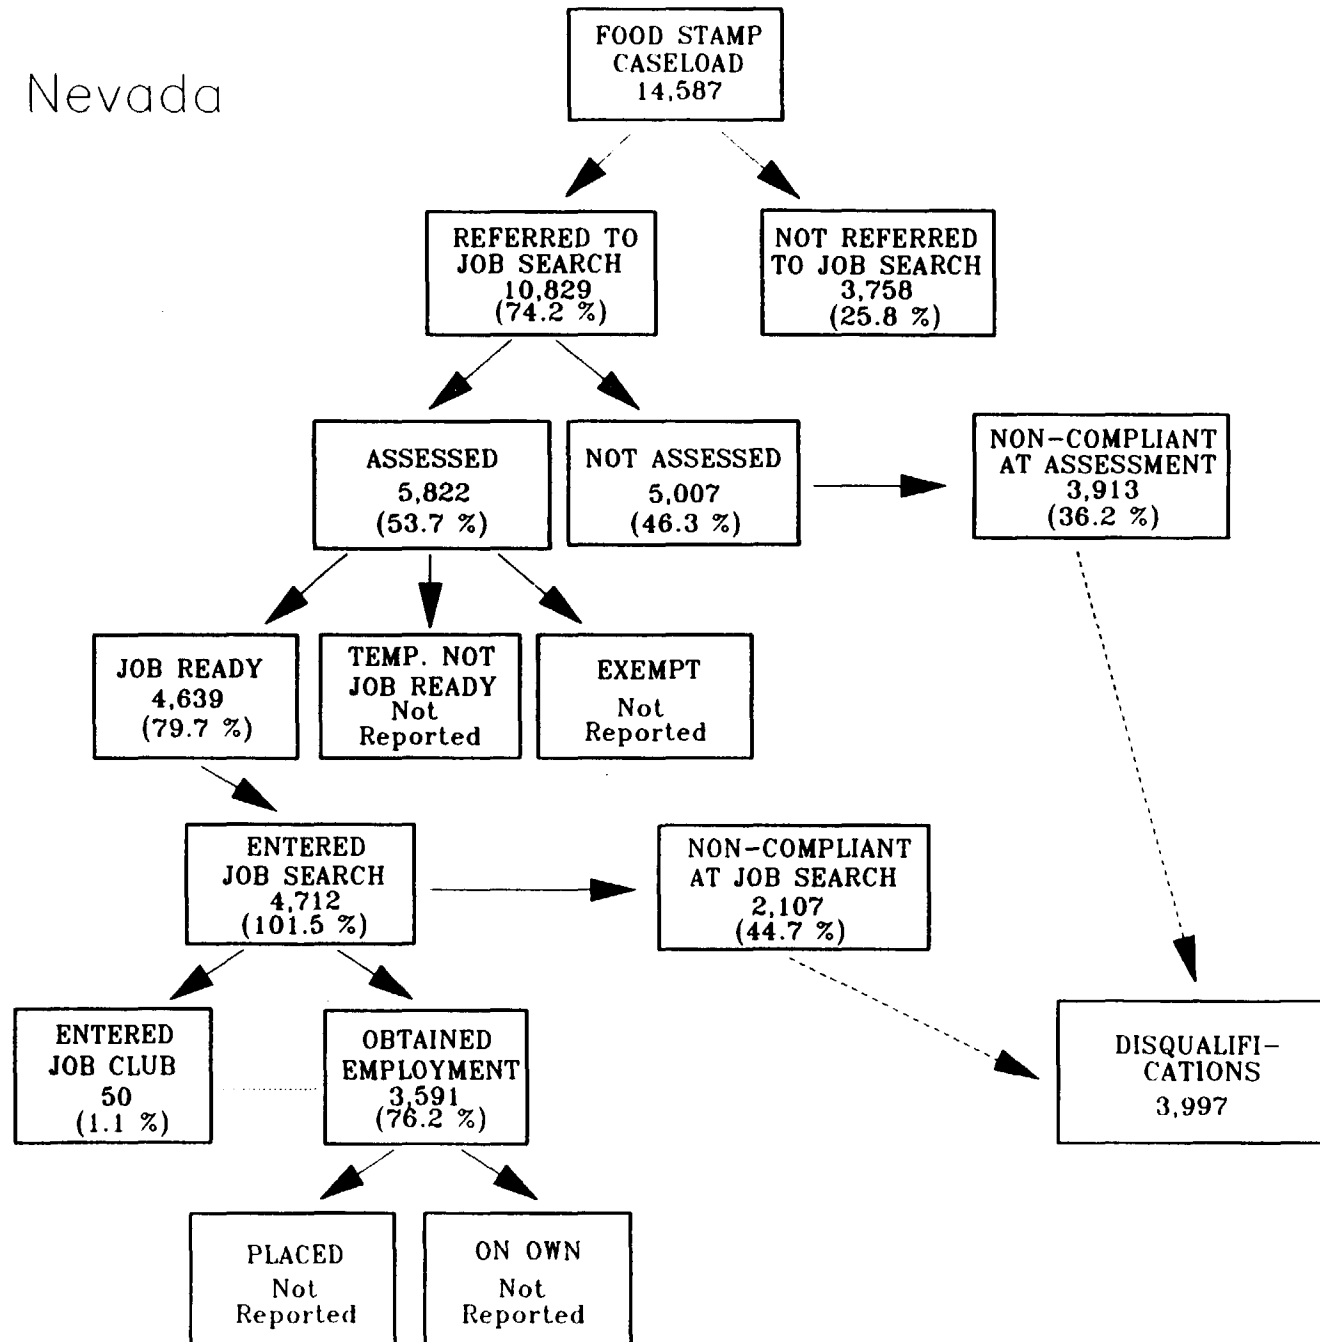 Nevada
FOOD STAMP
CASELOAD
14,587
REFERRED TO
JOB SEARCH
10,829
(74.2 %)
NOT REFERRED
TO JOB SEARCH
3,758
(25.8 %)
ASSESSED
5,822
(53.7 %)
NOT ASSESSED
5,007
(46.3 %)
NON-COMPLIANT
AT ASSESSMENT
3,913
(36.2 %)
JOB READY
4,639
(79.7 %)
TEMP. NOT
JOB READY
Not
Reported
EXEMPT
Not
Reported
ENTERED
JOB SEARCH
4,712
(101.5 %)
NON-COMPLIANT
AT JOB SEARCH
2,107
(44.7 %)
ENTERED
JOB CLUB
50
(1.1 %)
OBTAINED
EMPLOYMENT
3,591
(76.2 %)
DISQUALIFI-
CATIONS
3,997
PLACED
Not
Reported
ON OWN
Not
Reported